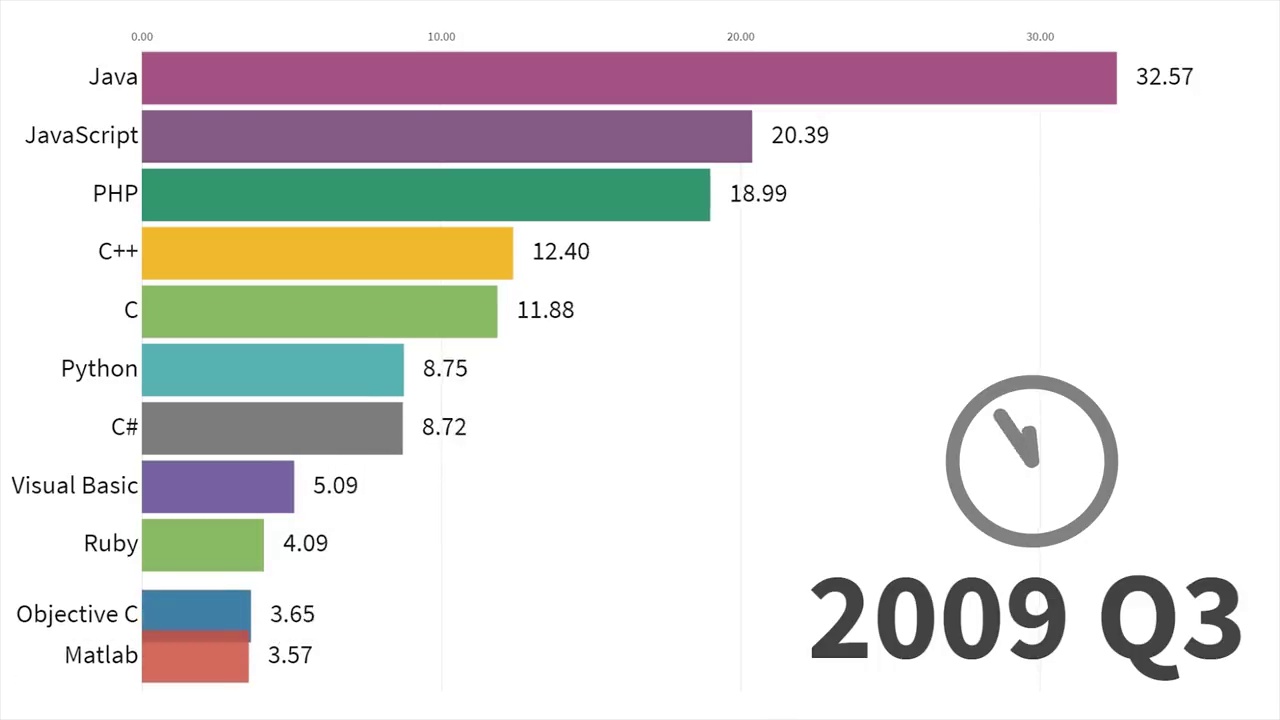 0.00 10.00 20.00 30.00
Java 32.57
JavaScript 20.39
PHP 18.99
C++ 12.40
C 11.88
Python 8.75
C# 8.72
Visual Basic 5.09
Ruby 4.09
Objective C 3.65
Matlab 3.57
2009 Q3